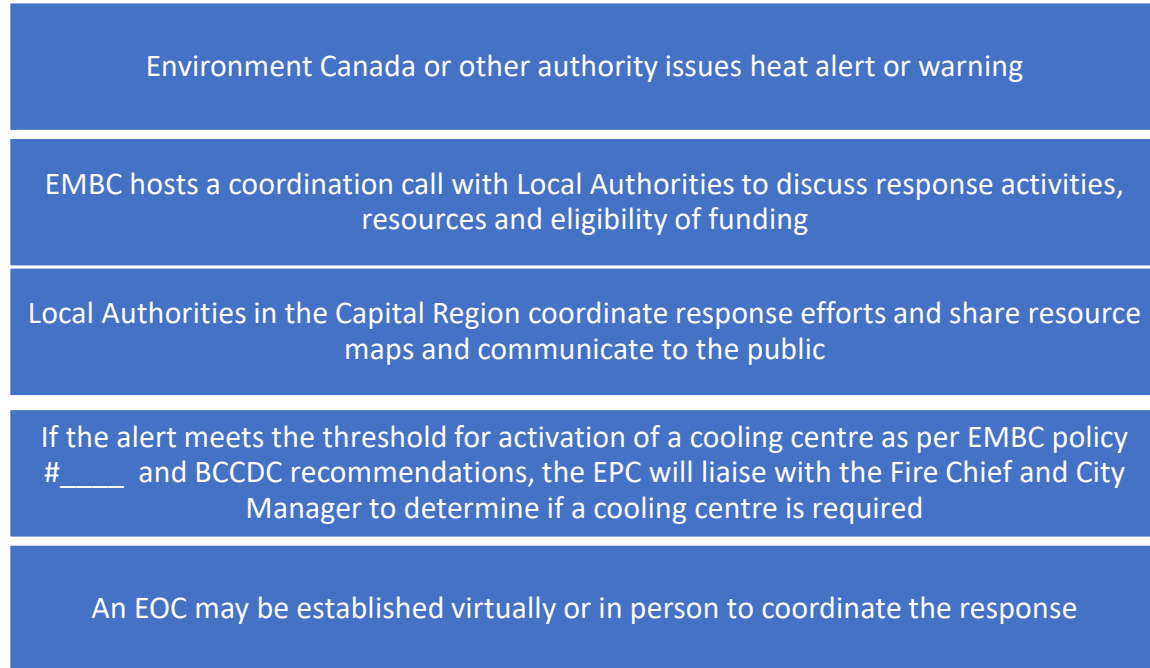 Environment Canada or other authority issues heat alert or warning
EMBC hosts a coordination call with Local Authorities to discuss response activities,
resources and eligibility of funding
Local Authorities in the Capital Region coordinate response efforts and share resource
maps and communicate to the public
If the alert meets the threshold for activation of a cooling centre as per EMBC policy
#____ and BCCDC recommendations, the EPC will liaise with the Fire Chief and City
Manager to determine if a cooling centre is required
An EOC may be established virtually or in person to coordinate the response